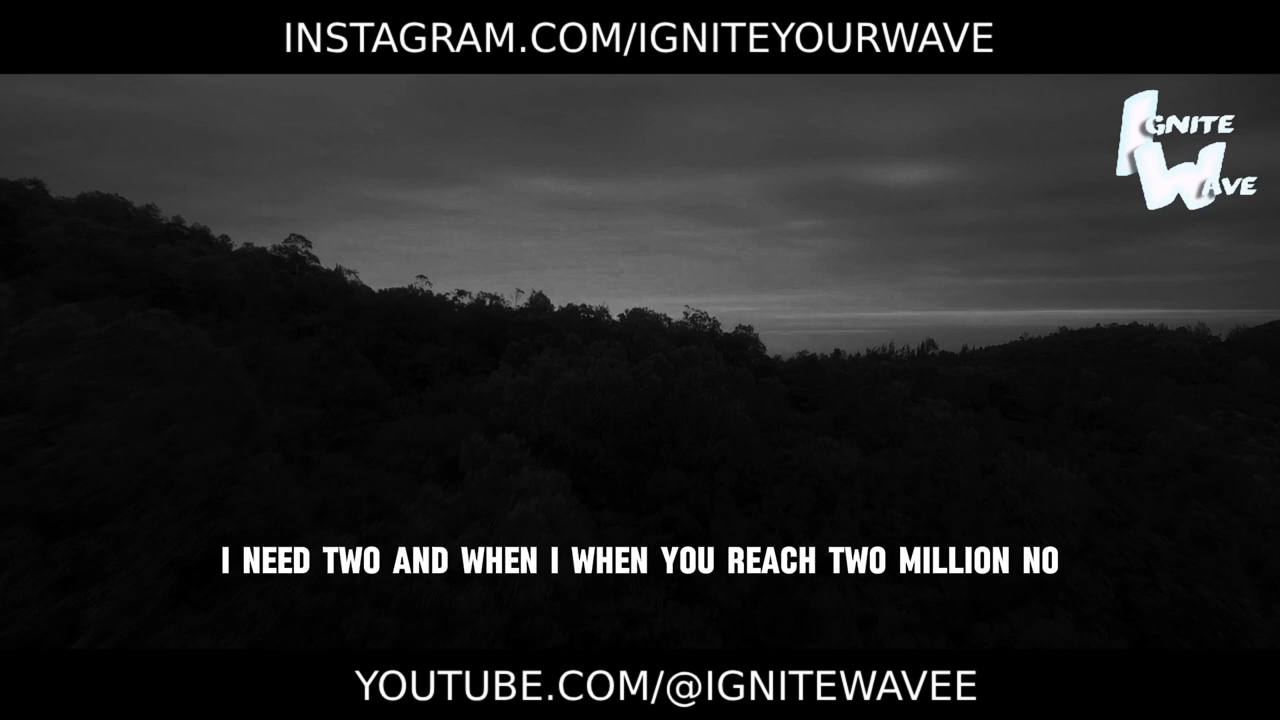 INSTAGRAM.COM/IGNITEYOURWAVE
IGNITE
WAVE
I NEED TWO AND WHEN I WHEN YOU REACH TWO MILLION NO
YOUTUBE.COM/@IGNITEWAVEE